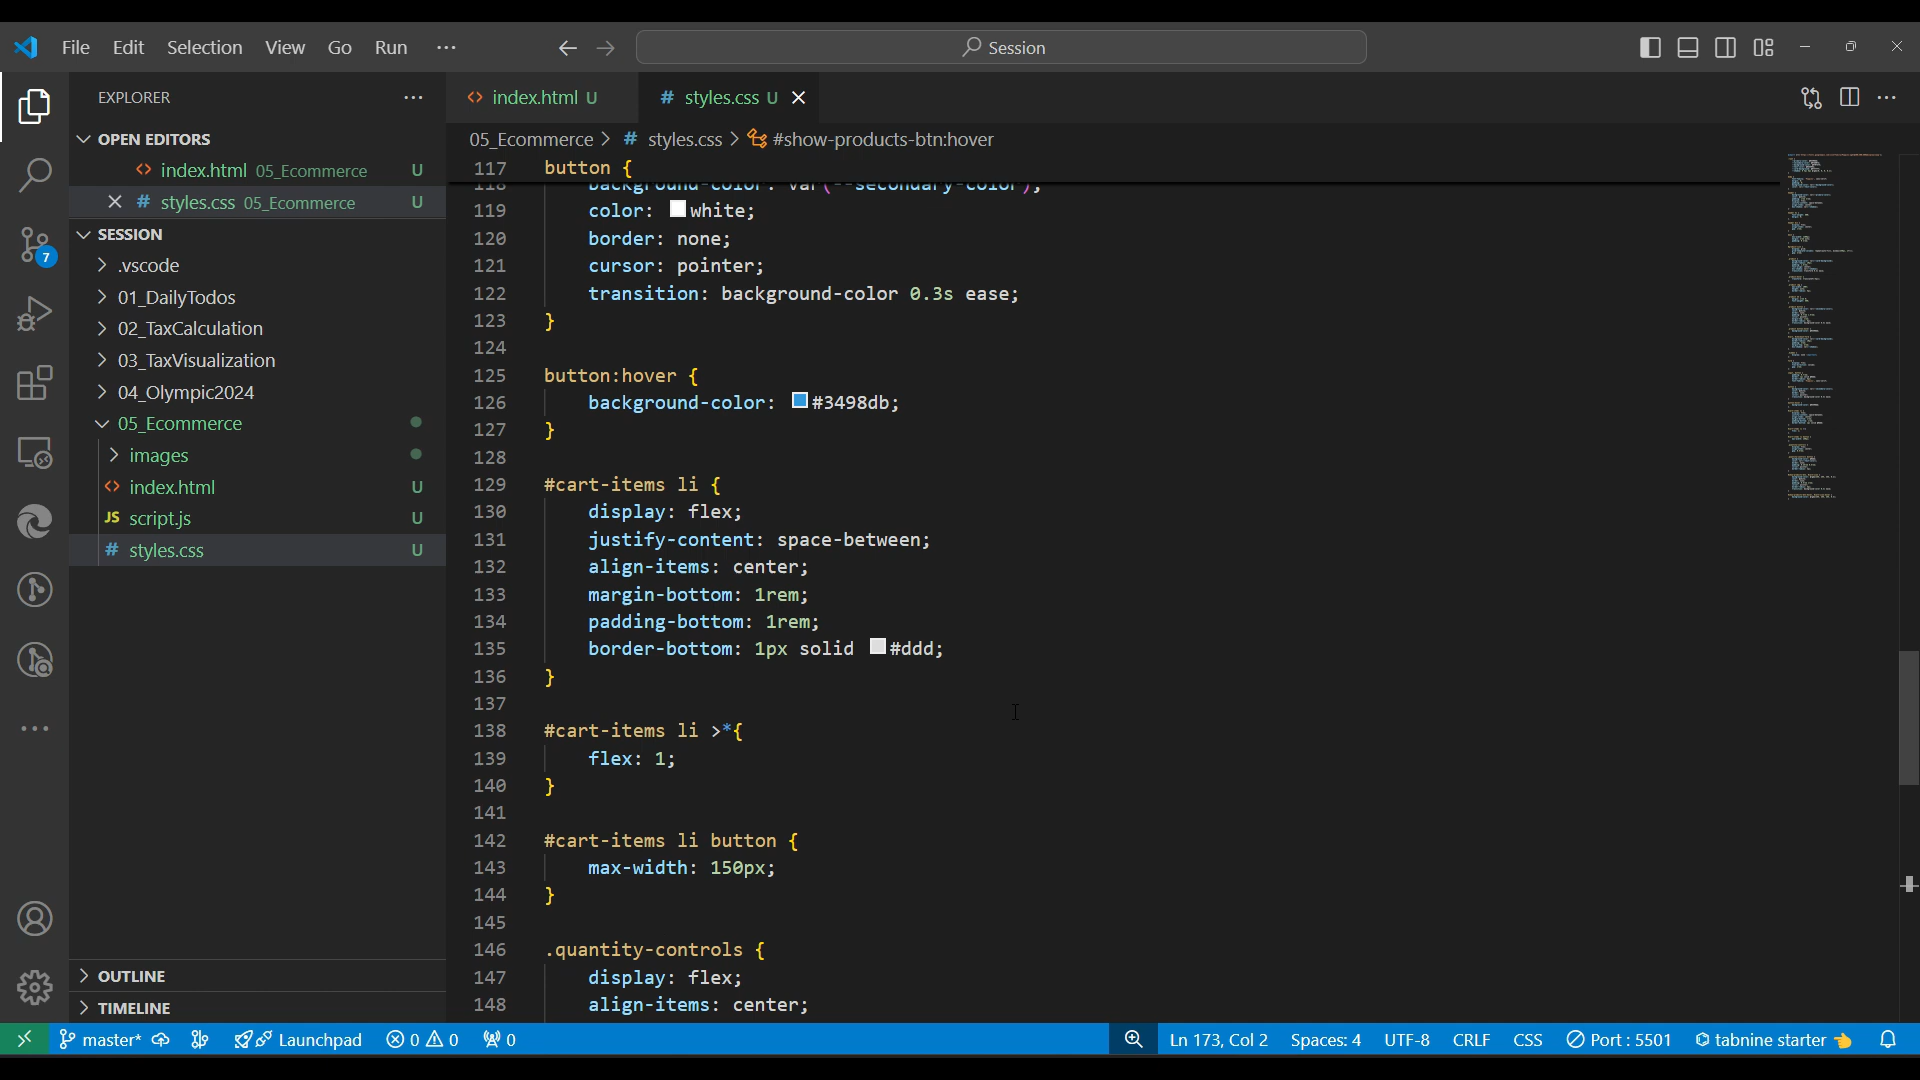 File Edit Selection View Go Run ···
Session
EXPLORER ···
index.html U
# styles.css U
OPEN EDITORS
index.html 05_Ecommerce U
# styles.css 05_Ecommerce U
SESSION
.vscode
01_DailyTodos
02_TaxCalculation
03_TaxVisualization
04_Olympic2024
05_Ecommerce
images
<> index.html U
JS script.js U
# styles.css U
OUTLINE
TIMELINE
7
05_Ecommerce > # styles.css > #show-products-btn:hover
117 button {
118 background-color: var(--secondary-color);
119 color: white;
120 border: none;
121 cursor: pointer;
122 transition: background-color 0.3s ease;
123 }
124
125 button:hover {
126 background-color: #3498db;
127 }
128
129 #cart-items li {
130 display: flex;
131 justify-content: space-between;
132 align-items: center;
133 margin-bottom: 1rem;
134 padding-bottom: 1rem;
135 border-bottom: 1px solid #ddd;
136 }
137
138 #cart-items li >*{
139 flex: 1;
140 }
141
142 #cart-items li button {
143 max-width: 150px;
144 }
145
146 .quantity-controls {
147 display: flex;
148 align-items: center;
master* Launchpad 0 0 0 Ln 173, Col 2 Spaces: 4 UTF-8 CRLF CSS Port : 5501 tabnine starter